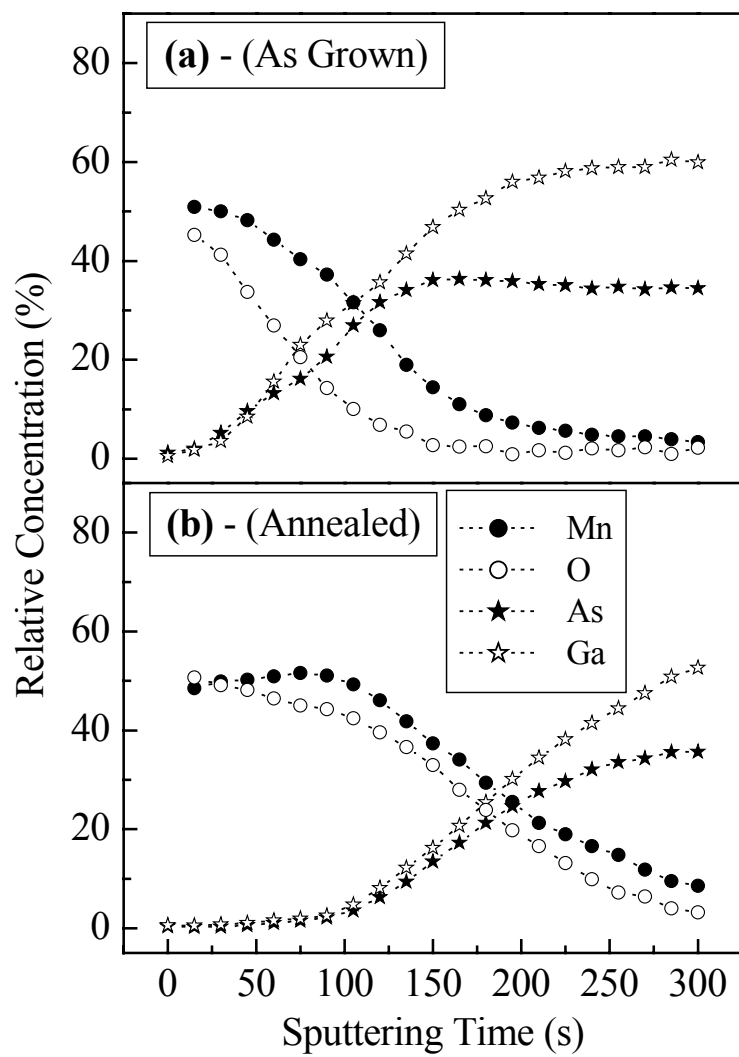 (a) - (As Grown)
80
60
40
20
0
(b) - (Annealed)
Mn
O
As
Ga
80
60
40
20
0
Relative Concentration (%)
0 50 100 150 200 250 300
Sputtering Time (s)